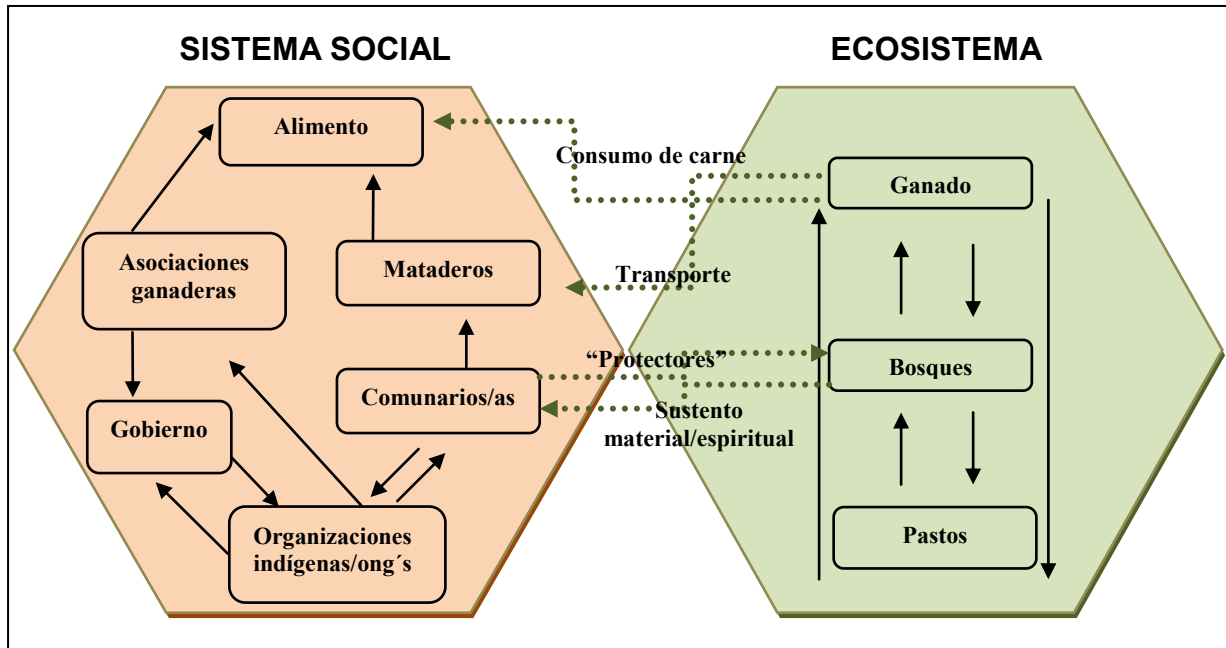 SISTEMA SOCIAL
ECOSISTEMA
Alimento
Consumo de carne
Ganado
Asociaciones
ganaderas
Mataderos
Transporte
“Protectores”
Bosques
Comunarios/as
Sustento
material/espiritual
Gobierno
Organizaciones
indígenas/ong´s
Pastos